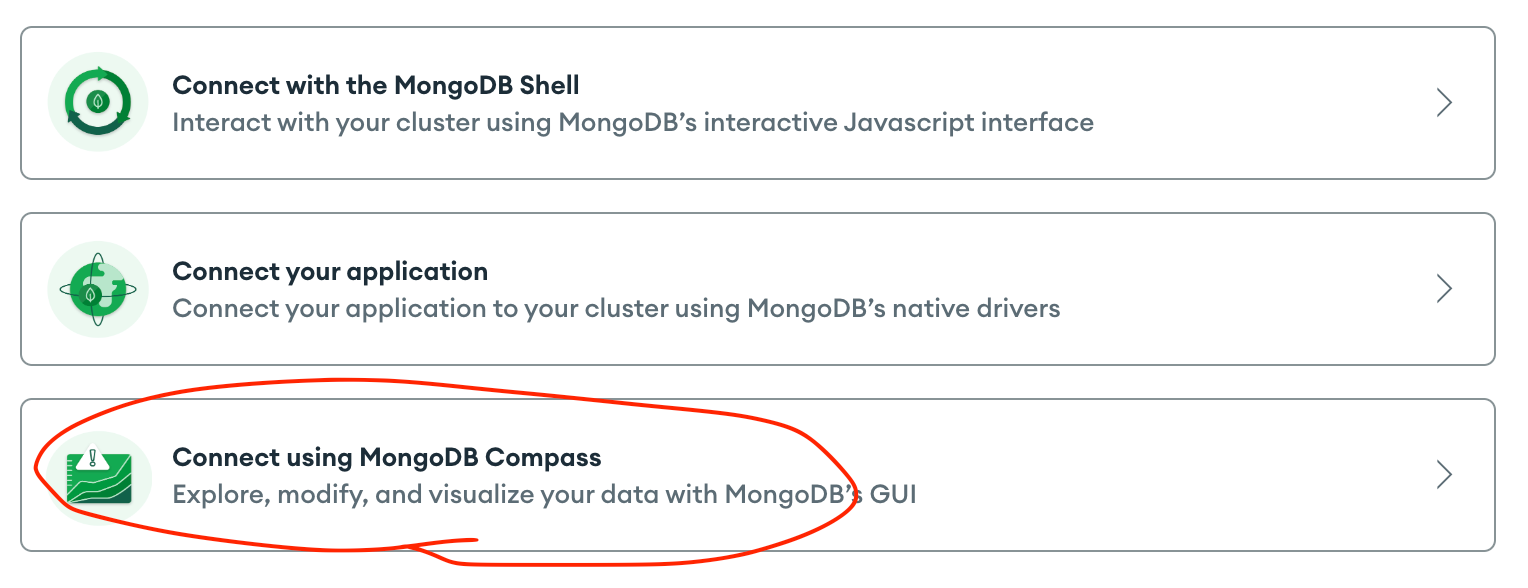 Connect with the MongoDB Shell
Interact with your cluster using MongoDB’s interactive Javascript interface
Connect your application
Connect your application to your cluster using MongoDB’s native drivers
Connect using MongoDB Compass
Explore, modify, and visualize your data with MongoDB’s GUI